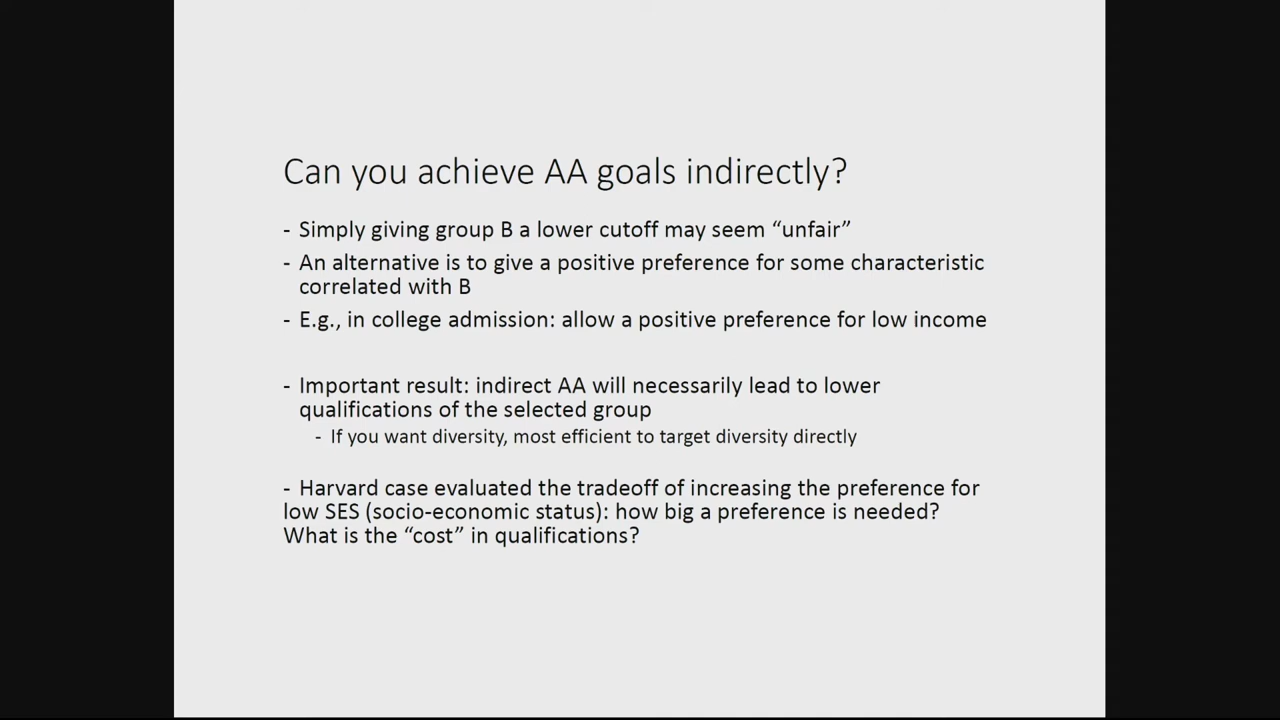 Can you achieve AA goals indirectly?
- Simply giving group B a lower cutoff may seem “unfair”
- An alternative is to give a positive preference for some characteristic
correlated with B
- E.g., in college admission: allow a positive preference for low income
- Important result: indirect AA will necessarily lead to lower
qualifications of the selected group
- If you want diversity, most efficient to target diversity directly
- Harvard case evaluated the tradeoff of increasing the preference for
low SES (socio-economic status): how big a preference is needed?
What is the “cost” in qualifications?